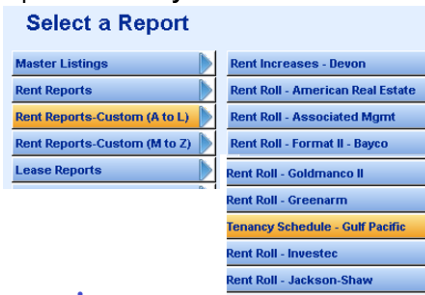 Select a Report
Master Listings
Rent Reports
Rent Reports-Custom (A to L)
Rent Reports-Custom (M to Z)
Lease Reports
Rent Increases - Devon
Rent Roll - American Real Estate
Rent Roll - Associated Mgmt
Rent Roll - Format II - Bayco
Rent Roll - Goldmanco II
Rent Roll - Greenarm
Tenancy Schedule - Gulf Pacific
Rent Roll - Investec
Rent Roll - Jackson-Shaw